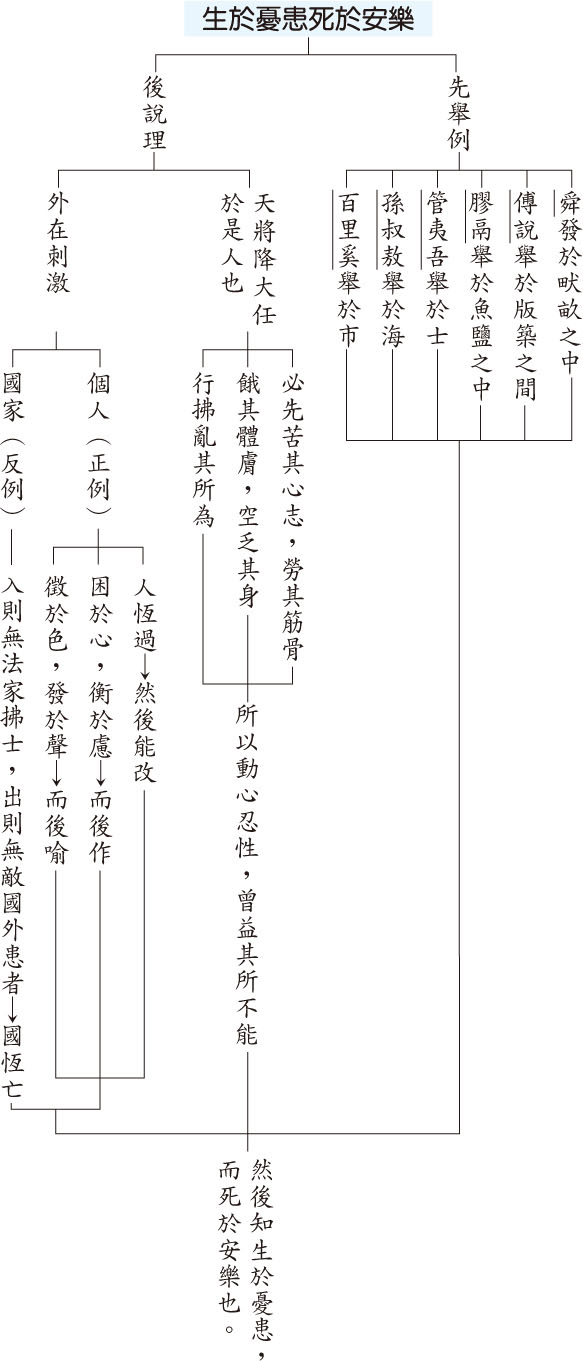 生於憂患死於安樂
先舉例
舜發於畎畝之中
傅說舉於版築之間
膠鬲舉於魚鹽之中
管夷吾舉於士
孫叔敖舉於海
百里奚舉於市
後說理
天將降大任
於是人也
必先苦其心志，勞其筋骨
餓其體膚，空乏其身
行拂亂其所為
所以動心忍性，曾益其所不能
外在刺激
個人（正例）
人恆過→然後能改
困於心，衡於慮→而後作
徵於色，發於聲→而後喻
國家（反例）
入則無法家拂士，出則無敵國外患者→國恆亡
然後知生於憂患，
而死於安樂也。